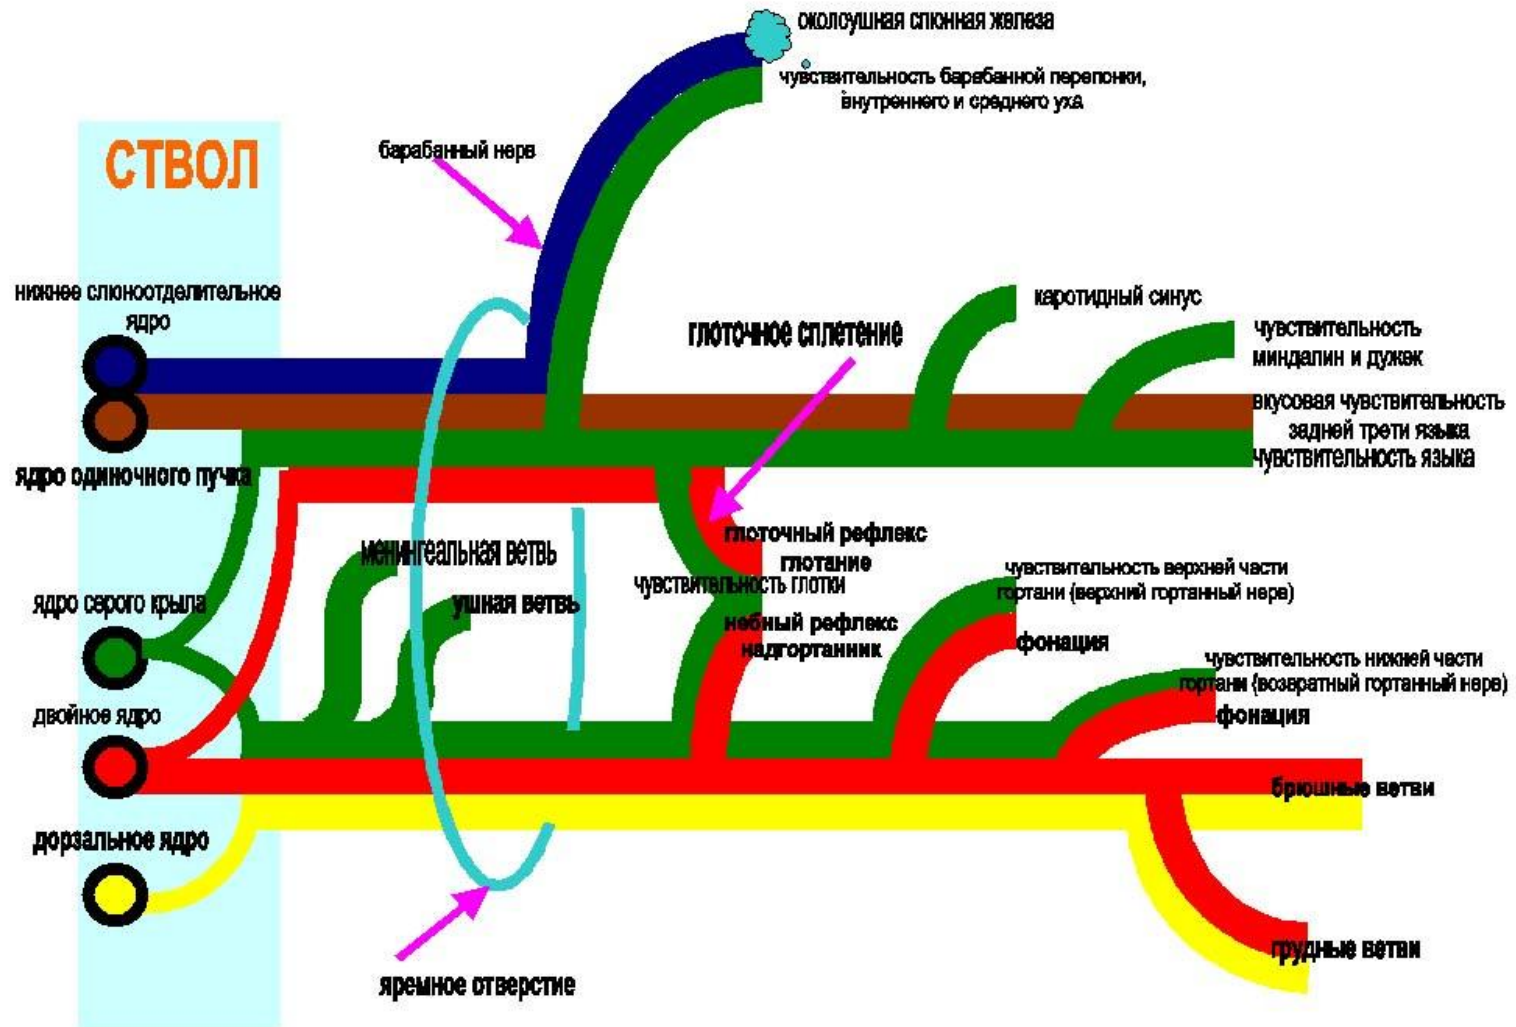 околоушная слюнная железа
чувствительность барабанной перепонки,
внутреннего и среднего уха
барабанный нерв
СТВОЛ
нижнее слюноотделительное
ядро
каротидный синус
глоточное сплетение
чувствительность
миндалин и дужек
вкусовая чувствительность
задней трети языка
чувствительность языка
ядро одиночного пучка
глоточный рефлекс
глотание
менингеальная ветвь
чувствительность глотки
чувствительность верхней части
гортани (верхний гортанный нерв)
ядро серого крыла
ушная ветвь
небный рефлекс
надгортанник
фонация
чувствительность нижней части
гортани (возвратный гортанный нерв)
двойное ядро
фонация
брюшные ветви
дорзальное ядро
грудные ветви
яремное отверстие